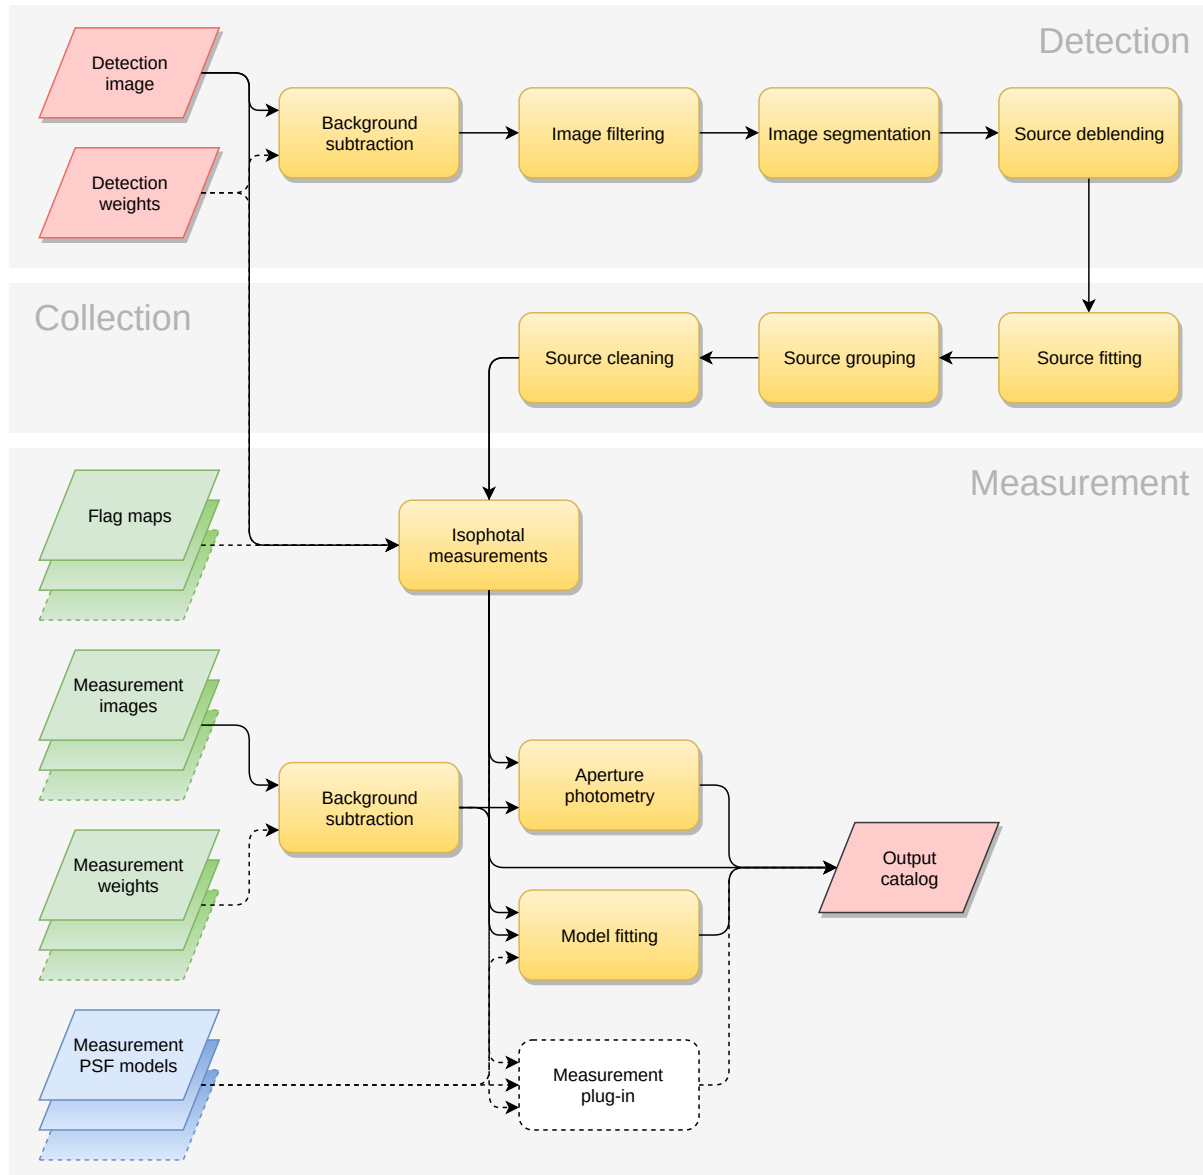 Detection
Detection
image
Background
subtraction
Image filtering
Image segmentation
Source deblending
Detection
weights
Collection
Source cleaning
Source grouping
Source fitting
Measurement
Flag maps
Isophotal
measurements
Measurement
images
Background
subtraction
Aperture
photometry
Measurement
weights
Output
catalog
Model fitting
Measurement
PSF models
Measurement
plug-in